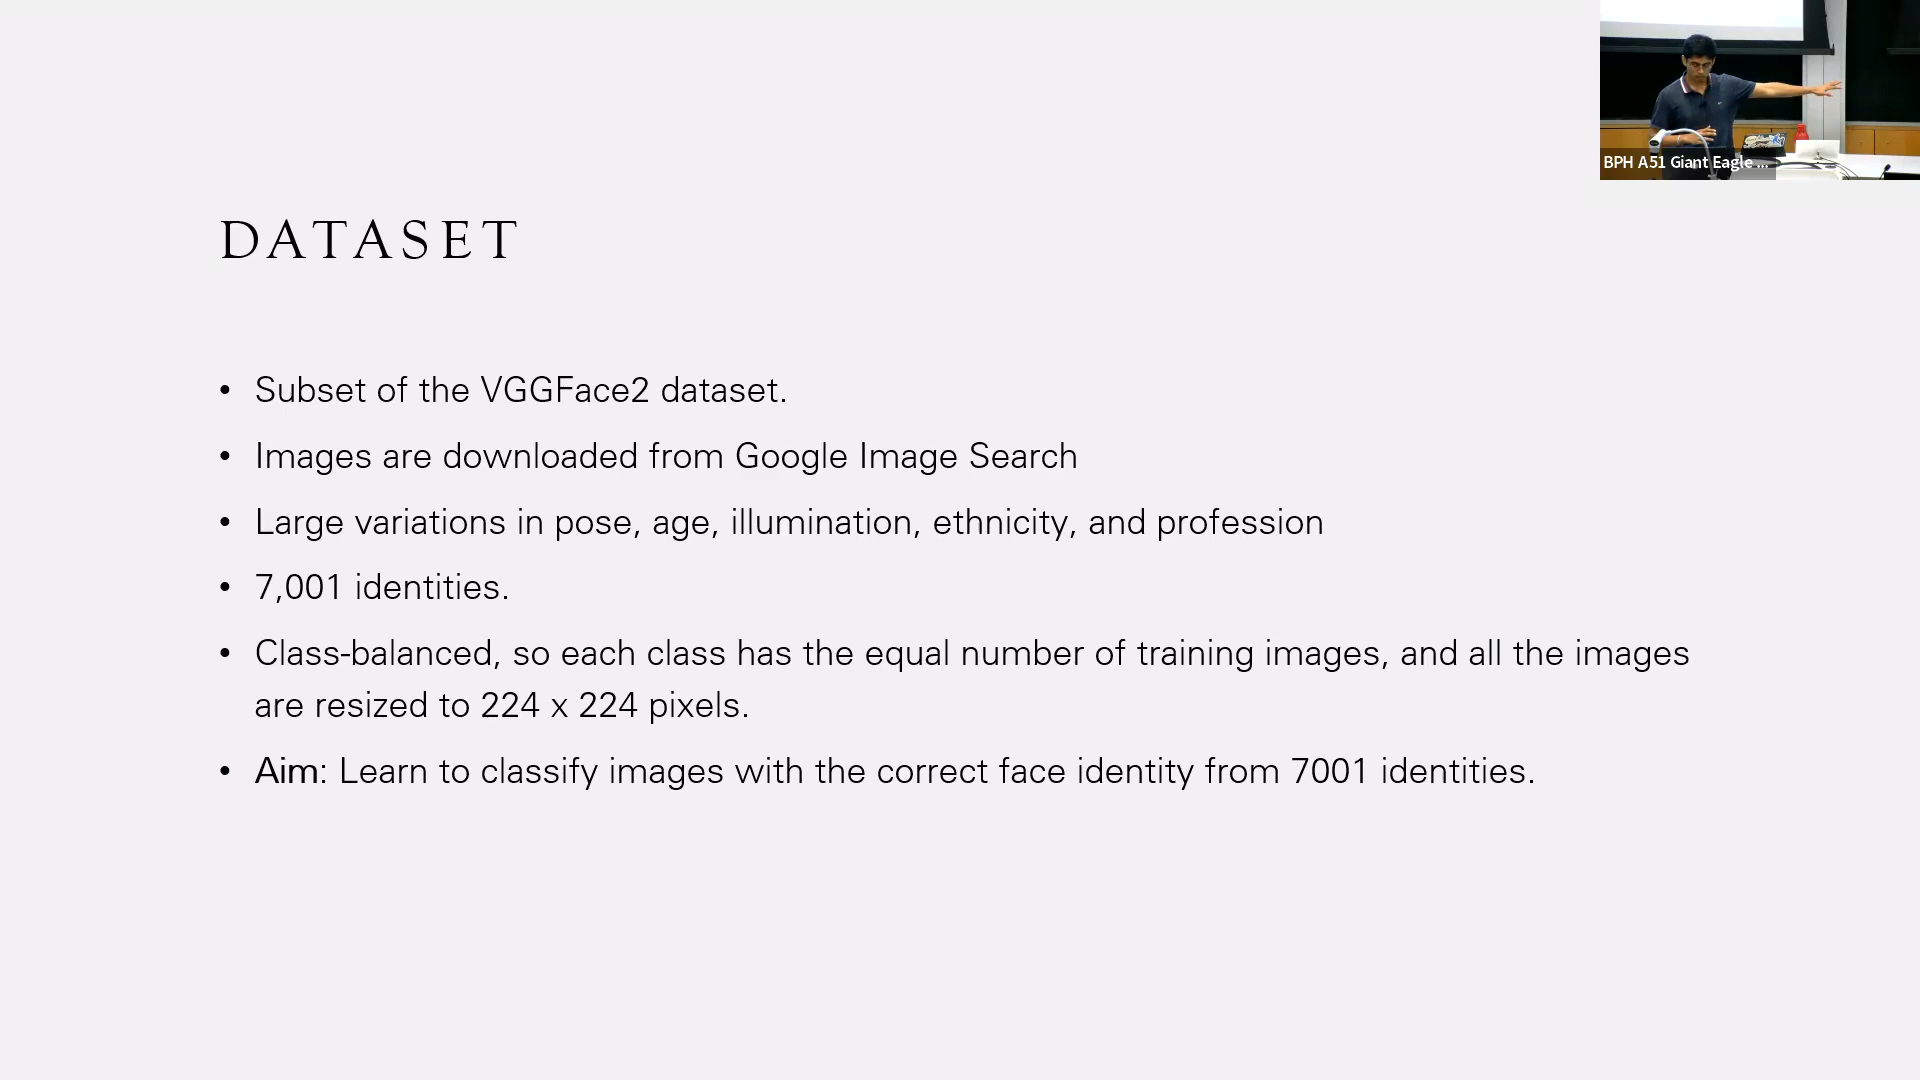 BPH A51 Giant Eagle ...
DATASET
• Subset of the VGGFace2 dataset.
• Images are downloaded from Google Image Search
• Large variations in pose, age, illumination, ethnicity, and profession
• 7,001 identities.
• Class-balanced, so each class has the equal number of training images, and all the images
are resized to 224 x 224 pixels.
• Aim: Learn to classify images with the correct face identity from 7001 identities.